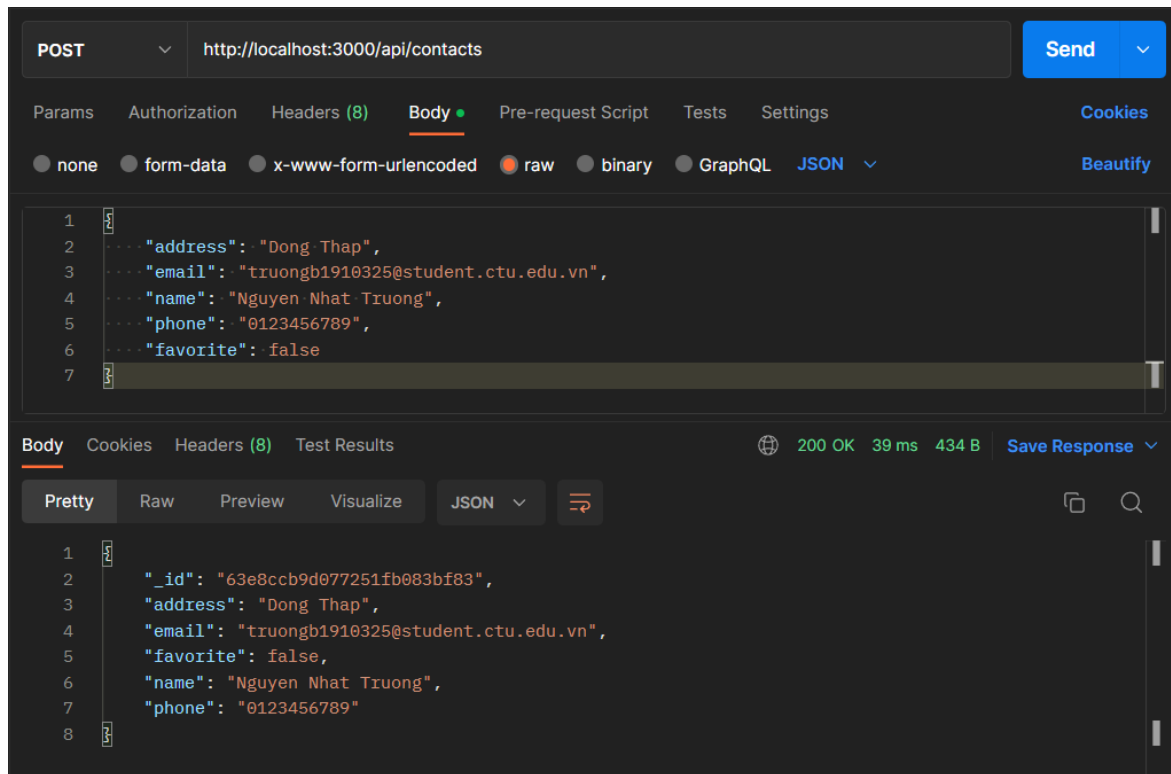 POST http://localhost:3000/api/contacts Send
Params Authorization Headers (8) Body Pre-request Script Tests Settings Cookies
none form-data x-www-form-urlencoded raw binary GraphQL JSON Beautify
1 {
2 "address": "Dong Thap",
3 "email": "truongb1910325@student.ctu.edu.vn",
4 "name": "Nguyen Nhat Truong",
5 "phone": "0123456789",
6 "favorite": false
7 }
Body Cookies Headers (8) Test Results 200 OK 39 ms 434 B Save Response
Pretty Raw Preview Visualize JSON
1 {
2 "_id": "63e8ccb9d077251fb083bf83",
3 "address": "Dong Thap",
4 "email": "truongb1910325@student.ctu.edu.vn",
5 "favorite": false,
6 "name": "Nguyen Nhat Truong",
7 "phone": "0123456789"
8 }